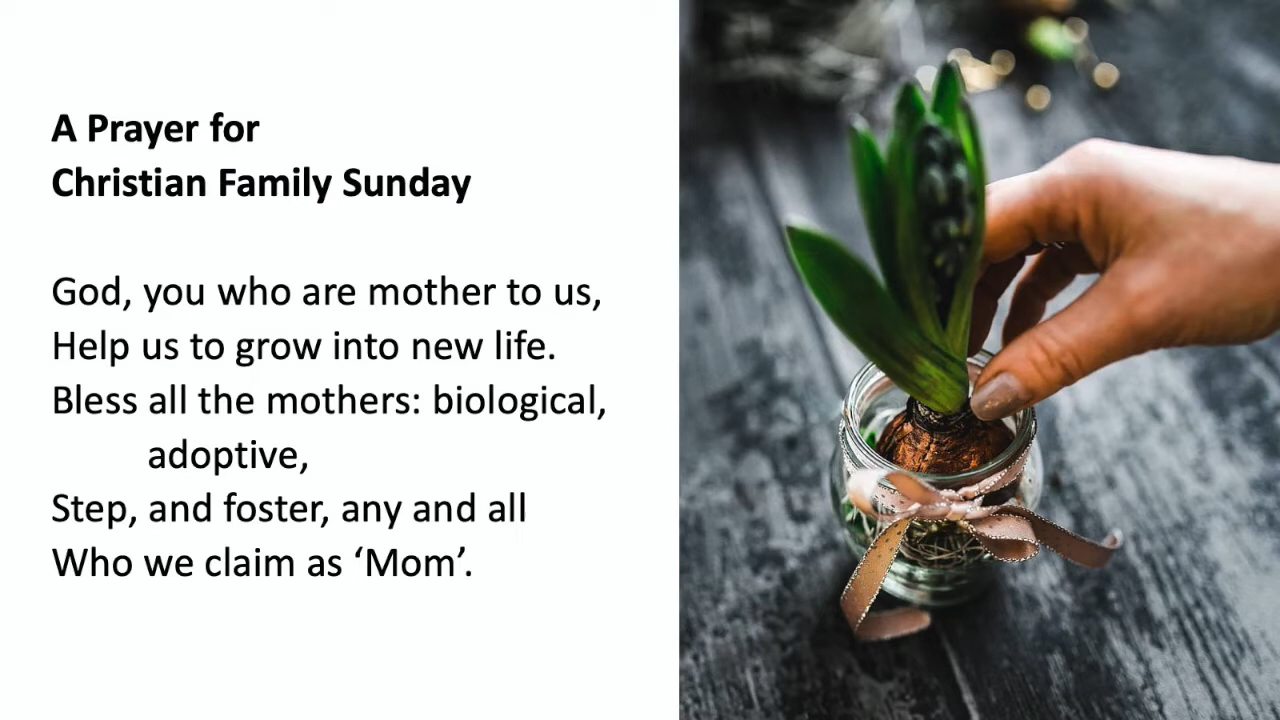 A Prayer for
Christian Family Sunday
God, you who are mother to us,
Help us to grow into new life.
Bless all the mothers: biological,
adoptive,
Step, and foster, any and all
Who we claim as ‘Mom’.